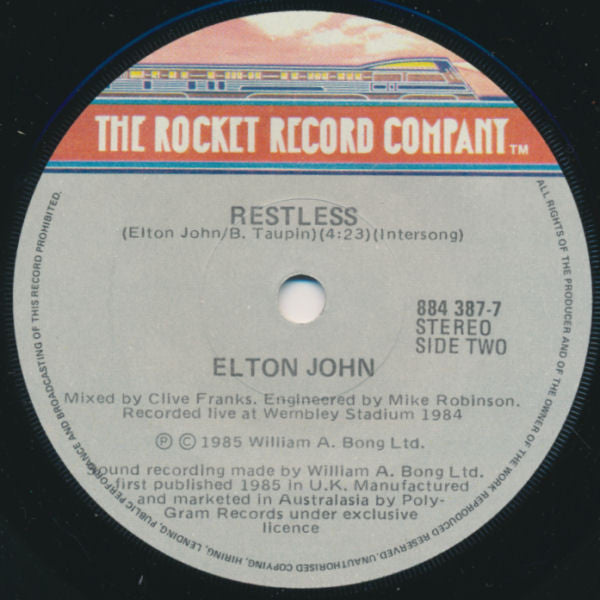 THE ROCKET RECORD COMPANY TM
RESTLESS
(Elton John/B. Taupin)(4:23)(Intersong)
884 387-7
STEREO
SIDE TWO
ELTON JOHN
Mixed by Clive Franks. Engineered by Mike Robinson.
Recorded live at Wembley Stadium 1984
Ⓟ © 1985 William A. Bong Ltd.
Sound recording made by William A. Bong Ltd.
first published 1985 in U.K. Manufactured
and marketed in Australasia by Poly-
Gram Records under exclusive
licence
ALL RIGHTS OF THE PRODUCER AND OF THE OWNER OF THE WORK REPRODUCED RESERVED. UNAUTHORISED COPYING, HIRING, LENDING, PUBLIC PERFORMANCE AND BROADCASTING OF THIS RECORD PROHIBITED.